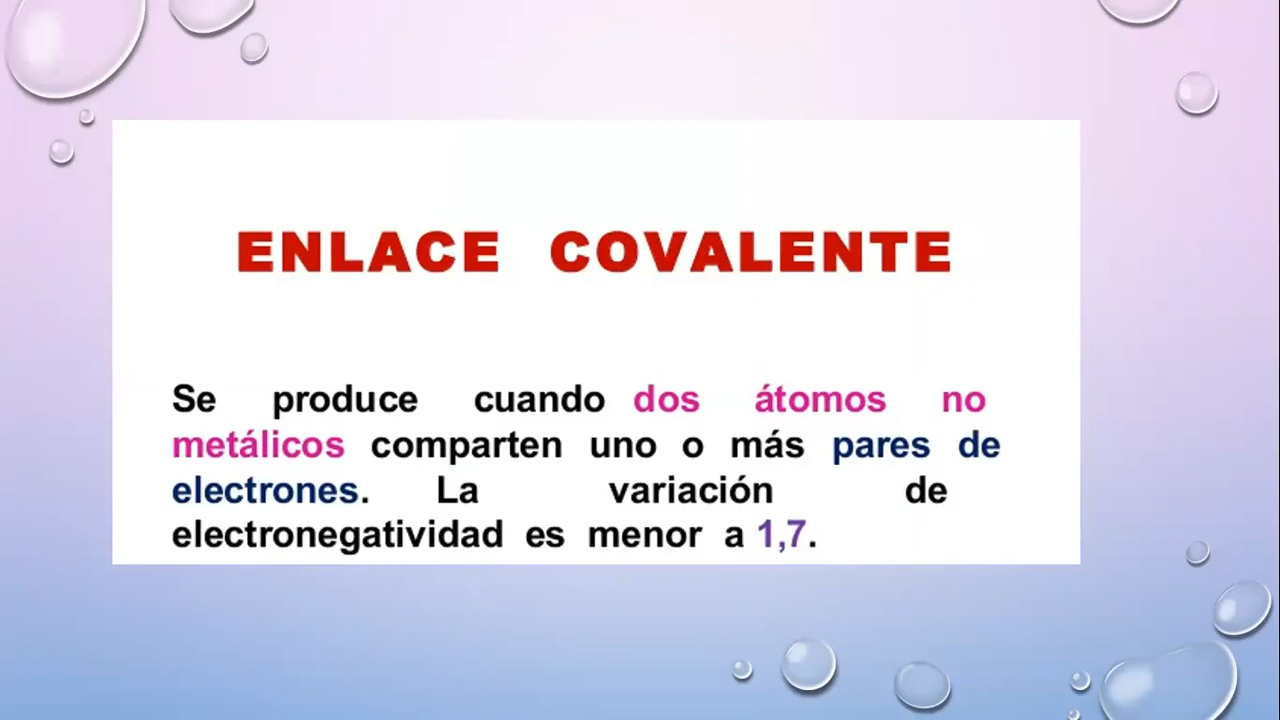 ENLACE COVALENTE
Se produce cuando dos átomos no
metálicos comparten uno o más pares de
electrones. La variación de
electronegatividad es menor a 1,7.